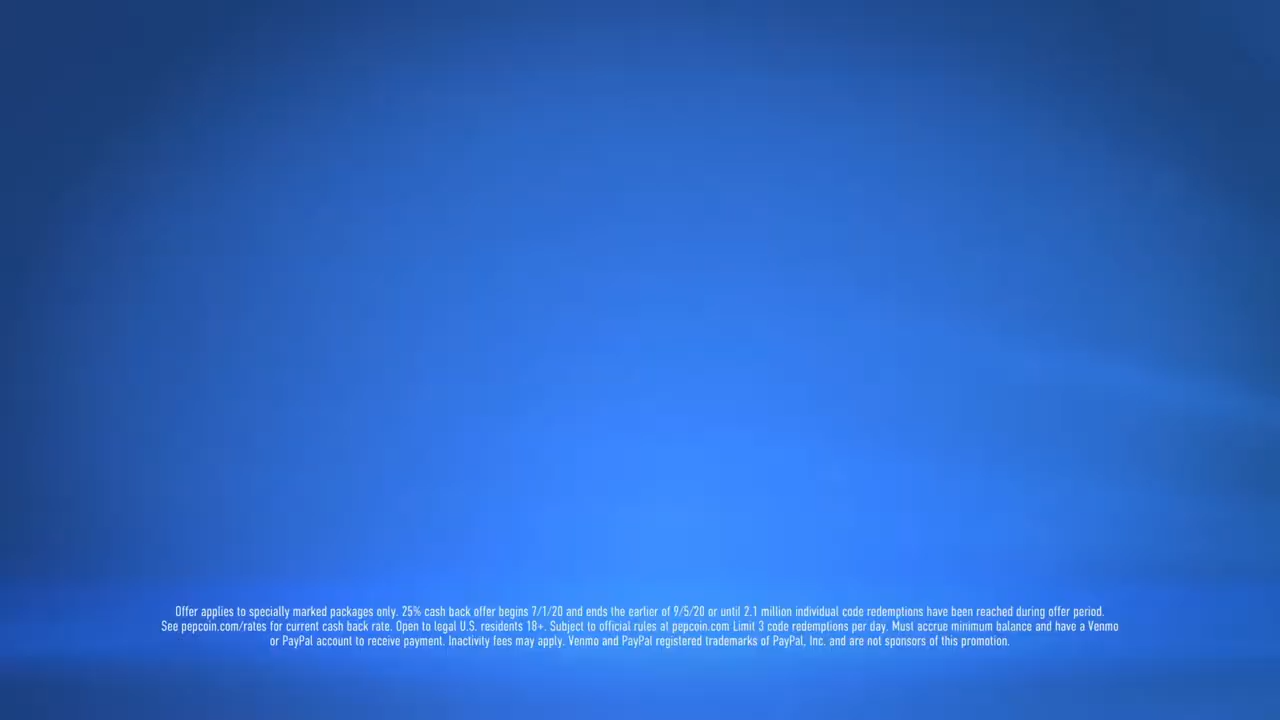 Offer applies to specially marked packages only. 25% cash back offer begins 7/1/20 and ends the earlier of 9/5/20 or until 2.1 million individual code redemptions have been reached during offer period.
See pepcoin.com/rates for current cash back rate. Open to legal U.S. residents 18+. Subject to official rules at pepcoin.com Limit 3 code redemptions per day. Must accrue minimum balance and have a Venmo
or PayPal account to receive payment. Inactivity fees may apply. Venmo and PayPal registered trademarks of PayPal, Inc. and are not sponsors of this promotion.